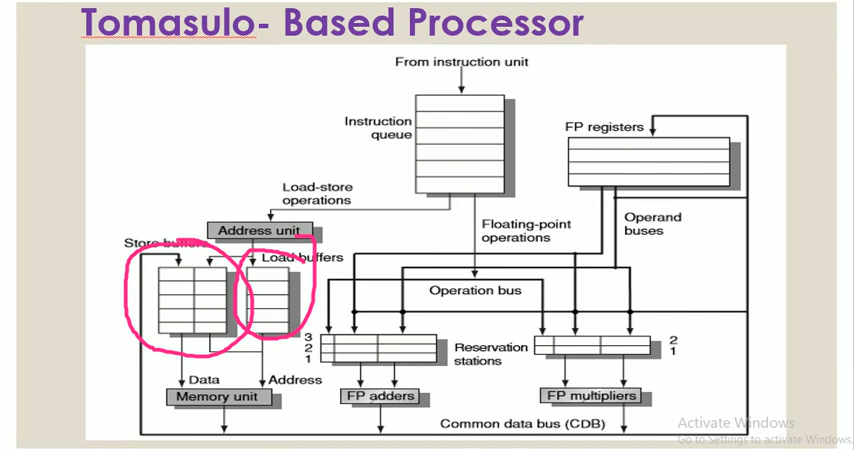 Tomasulo- Based Processor
From instruction unit
Instruction
queue
FP registers
Load-store
operations
Address unit
Floating-point
operations
Operand
buses
Store buffers
Load buffers
Operation bus
3
2
1
Reservation
stations
2
1
Data
Address
Memory unit
FP adders
FP multipliers
Common data bus (CDB)
Activate Windows
Go to Settings to activate Windows.